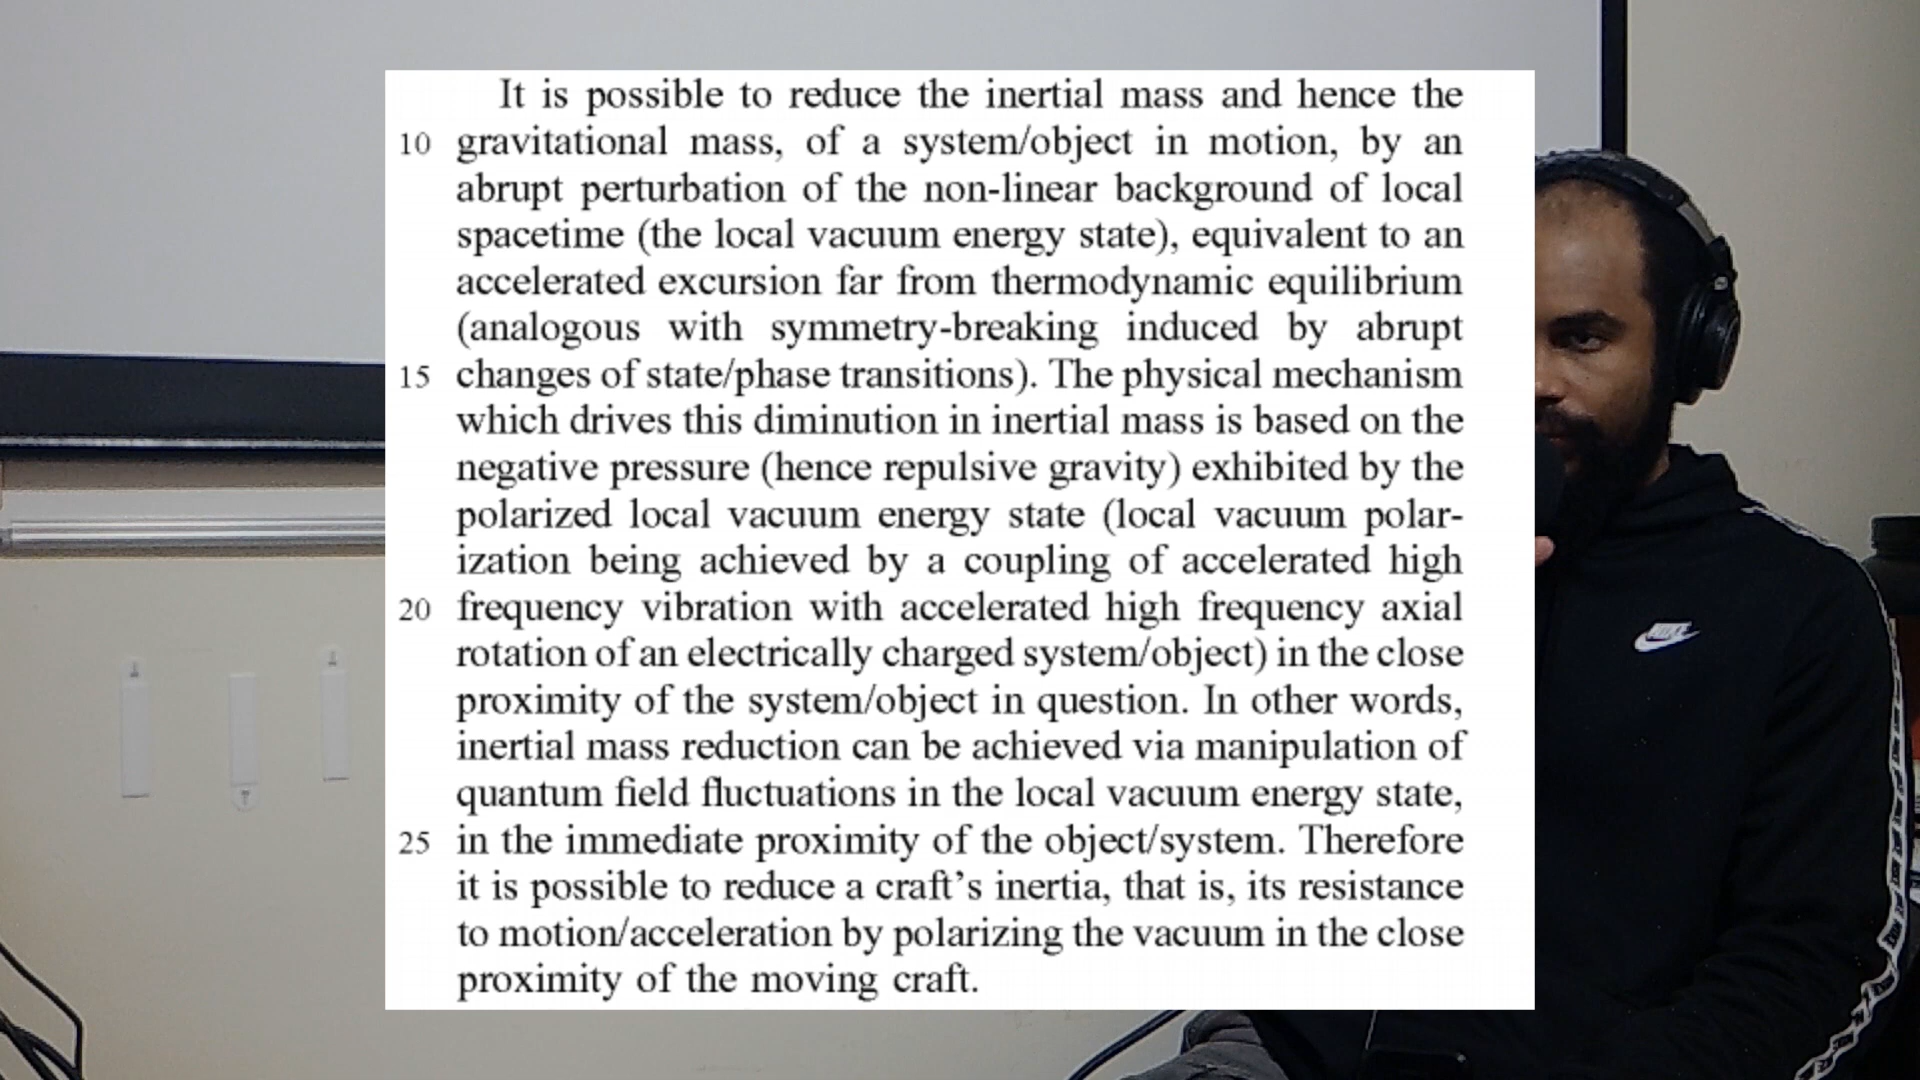 It is possible to reduce the inertial mass and hence the
10 gravitational mass, of a system/object in motion, by an
abrupt perturbation of the non-linear background of local
spacetime (the local vacuum energy state), equivalent to an
accelerated excursion far from thermodynamic equilibrium
(analogous with symmetry-breaking induced by abrupt
15 changes of state/phase transitions). The physical mechanism
which drives this diminution in inertial mass is based on the
negative pressure (hence repulsive gravity) exhibited by the
polarized local vacuum energy state (local vacuum polar-
ization being achieved by a coupling of accelerated high
20 frequency vibration with accelerated high frequency axial
rotation of an electrically charged system/object) in the close
proximity of the system/object in question. In other words,
inertial mass reduction can be achieved via manipulation of
quantum field fluctuations in the local vacuum energy state,
25 in the immediate proximity of the object/system. Therefore
it is possible to reduce a craft's inertia, that is, its resistance
to motion/acceleration by polarizing the vacuum in the close
proximity of the moving craft.
NIKE